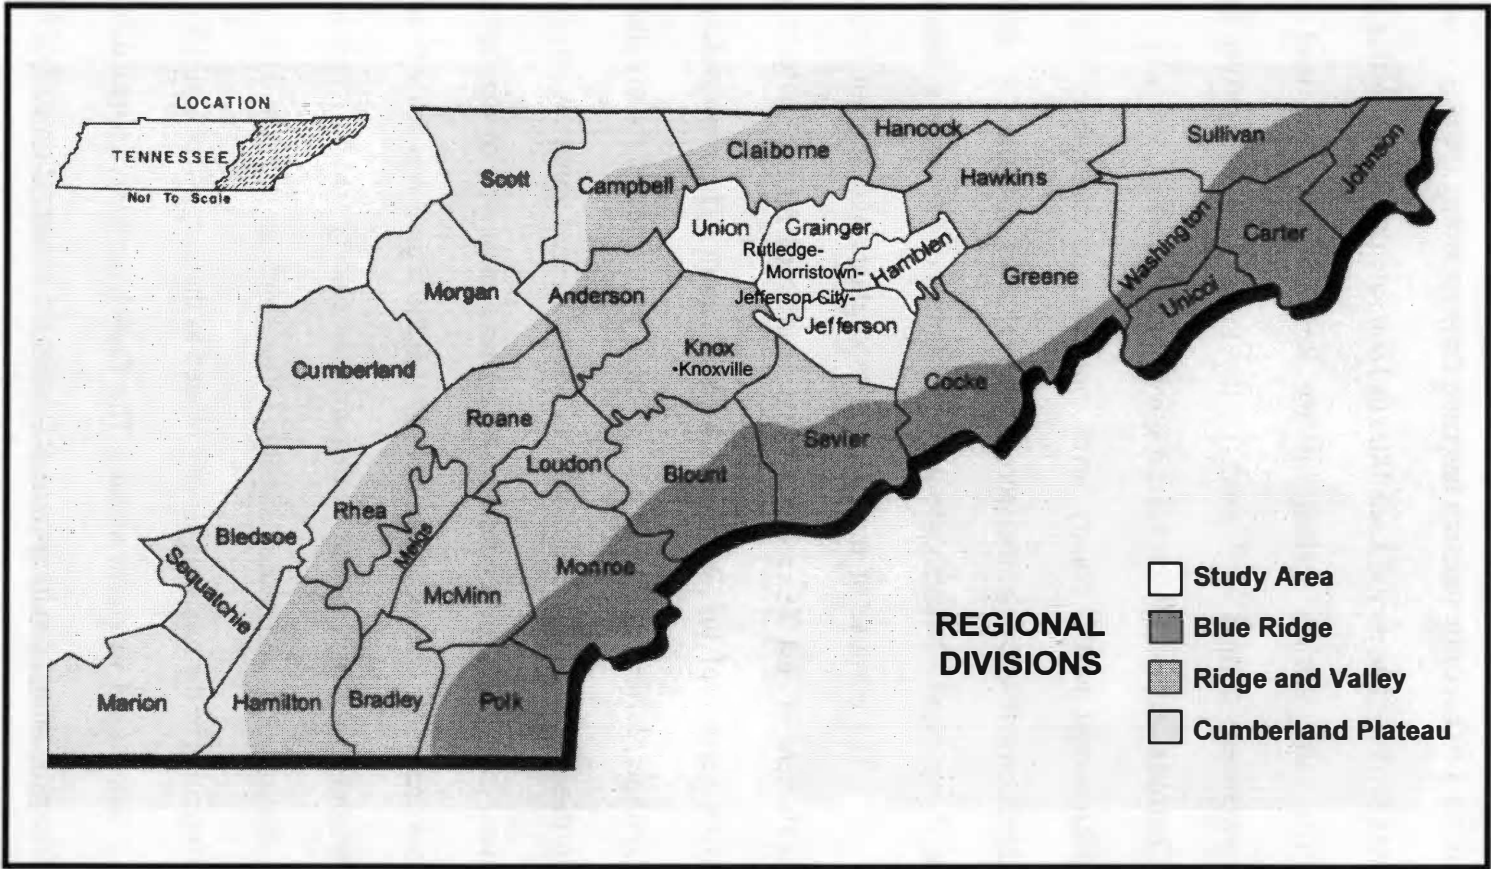 LOCATION
TENNESSEE
Not To Scale
Scott
Campbell
Claiborne
Hancock
Hawkins
Sullivan
Johnson
Carter
Washington
Unicoi
Greene
Union
Grainger
Rutledge-
Morristown-
Hamblen
Jefferson City-
Jefferson
Morgan
Anderson
Cumberland
Knox
•Knoxville
Cocke
Roane
Sevier
Loudon
Blount
Rhea
Meigs
Bledsoe
Sequatchie
McMinn
Monroe
Marion
Hamilton
Bradley
Polk
REGIONAL
DIVISIONS
Study Area
Blue Ridge
Ridge and Valley
Cumberland Plateau